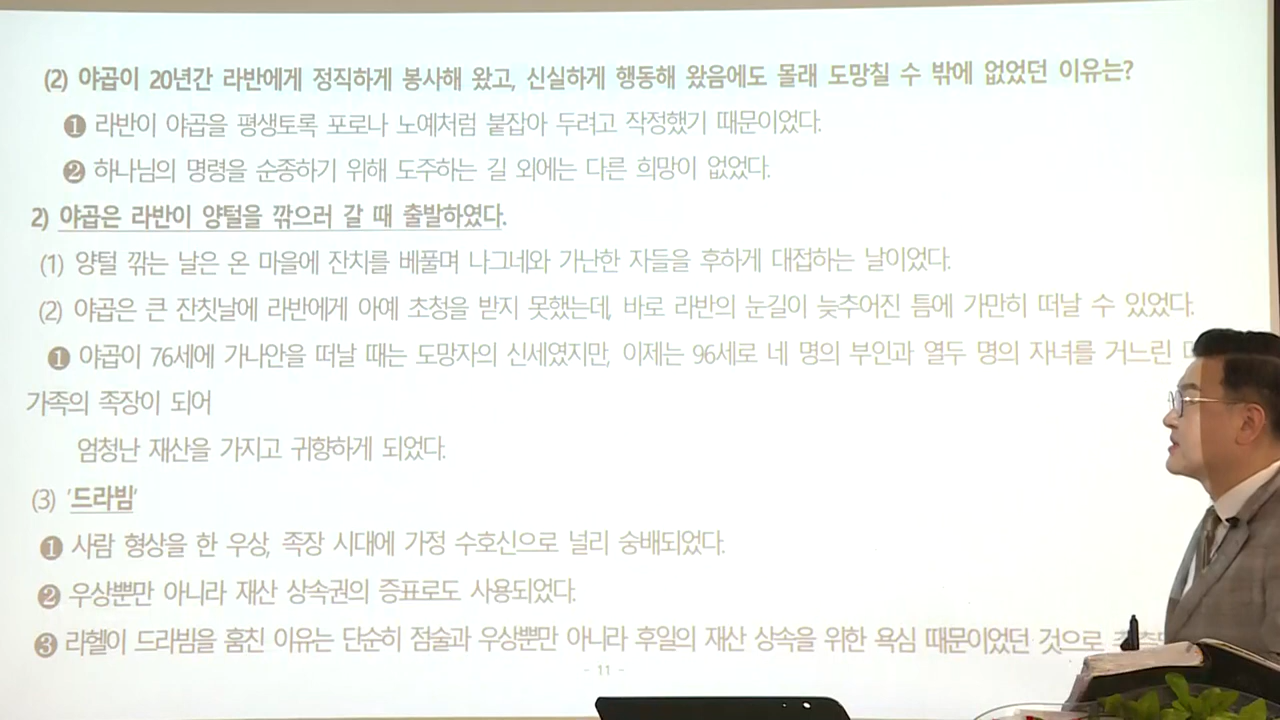 (2) 야곱이 20년간 라반에게 정직하게 봉사해 왔고, 신실하게 행동해 왔음에도 몰래 도망칠 수 밖에 없었던 이유는?
❶ 라반이 야곱을 평생토록 포로나 노예처럼 붙잡아 두려고 작정했기 때문이었다.
❷ 하나님의 명령을 순종하기 위해 도주하는 길 외에는 다른 희망이 없었다.
2) 야곱은 라반이 양털을 깎으러 갈 때 출발하였다.
(1) 양털 깎는 날은 온 마을에 잔치를 베풀며 나그네와 가난한 자들을 후하게 대접하는 날이었다.
(2) 야곱은 큰 잔칫날에 라반에게 아예 초청을 받지 못했는데, 바로 라반의 눈길이 늦추어진 틈에 가만히 떠날 수 있었다.
❶ 야곱이 76세에 가나안을 떠날 때는 도망자의 신세였지만, 이제는 96세로 네 명의 부인과 열두 명의 자녀를 거느린
가족의 족장이 되어
엄청난 재산을 가지고 귀향하게 되었다.
(3) '드라빔'
❶ 사람 형상을 한 우상, 족장 시대에 가정 수호신으로 널리 숭배되었다.
❷ 우상뿐만 아니라 재산 상속권의 증표로도 사용되었다.
❸ 라헬이 드라빔을 훔친 이유는 단순히 점술과 우상뿐만 아니라 후일의 재산 상속을 위한 욕심 때문이었던 것으로
- 11 -